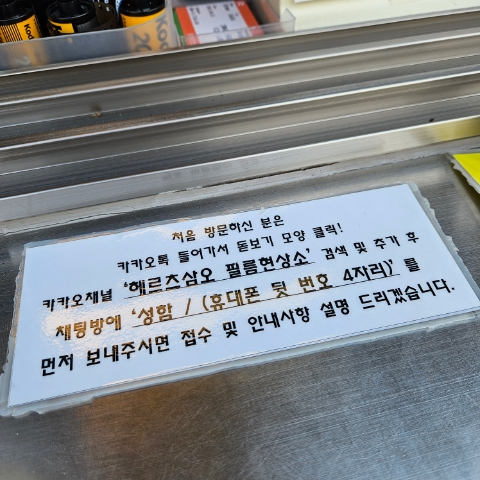 Kodak
처음 방문하신 분은
카카오톡 들어가서 돋보기 모양 클릭!
카카오채널 '헤르츠삼오 필름현상소' 검색 및 추가 후
채팅방에 '성함 / (휴대폰 뒷 번호 4자리)' 를
먼저 보내주시면 접수 및 안내사항 설명 드리겠습니다.